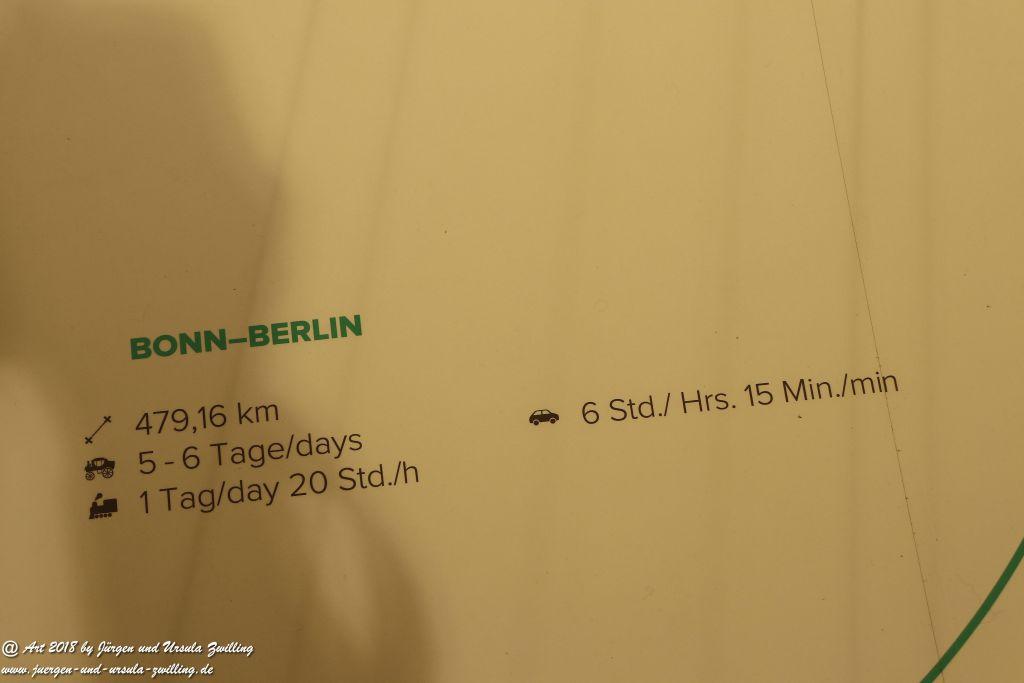 BONN–BERLIN
479,16 km
5 - 6 Tage/days
1 Tag/day 20 Std./h
6 Std./ Hrs. 15 Min./min
@ Art 2018 by Jürgen und Ursula Zwilling
www.juergen-und-ursula-zwilling.de